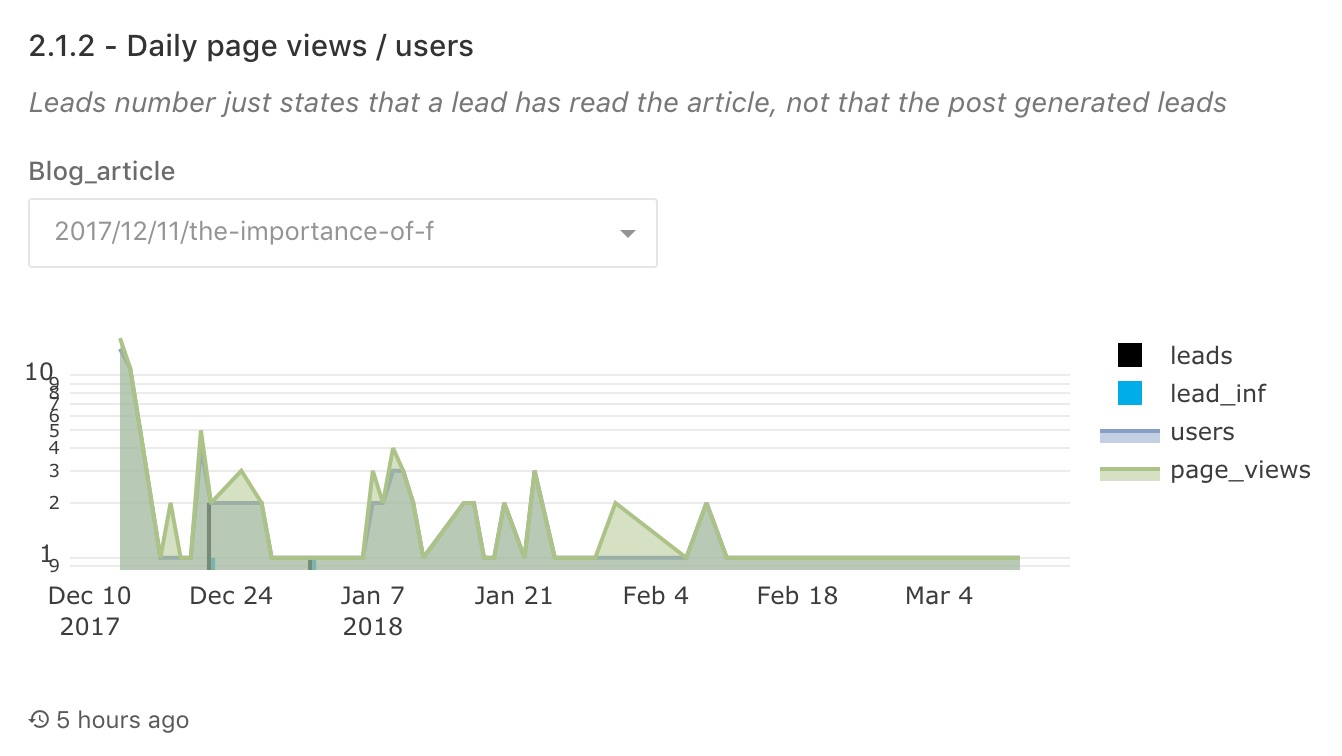 2.1.2 - Daily page views / users
Leads number just states that a lead has read the article, not that the post generated leads
Blog_article
2017/12/11/the-importance-of-f
10
9
8
7
6
5
4
3
2
1
9
Dec 10
2017
Dec 24
Jan 7
2018
Jan 21
Feb 4
Feb 18
Mar 4
leads
lead_inf
users
page_views
5 hours ago